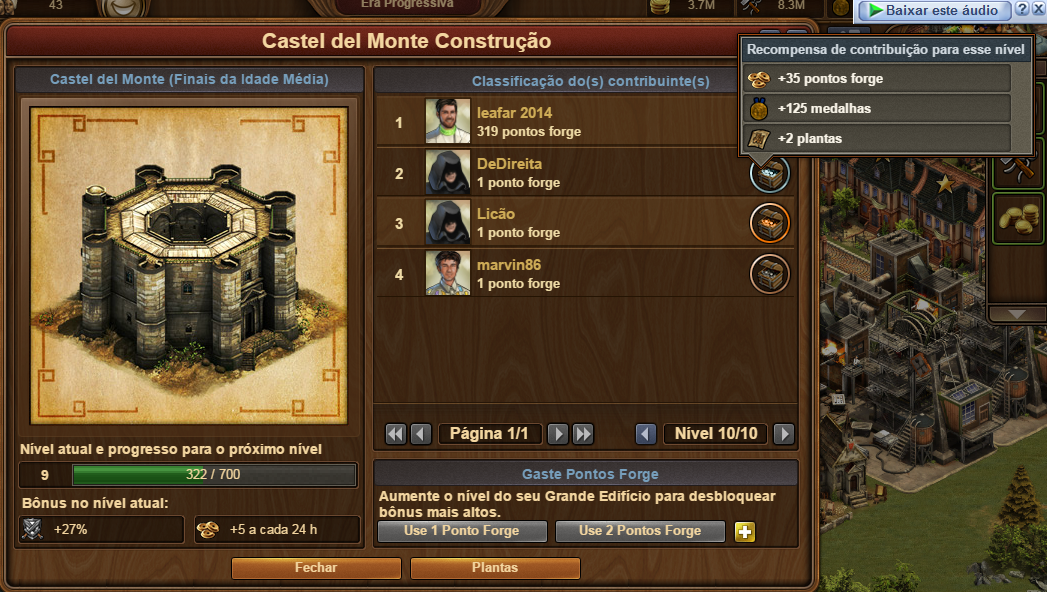 43
Era Progressiva
3.7M
8.3M
Baixar este áudio
?
X
Castel del Monte Construção
Recompensa de contribuição para esse nível
+35 pontos forge
+125 medalhas
+2 plantas
Castel del Monte (Finais da Idade Média)
Classificação do(s) contribuinte(s)
1
leafar 2014
319 pontos forge
2
DeDireita
1 ponto forge
3
Licão
1 ponto forge
4
marvin86
1 ponto forge
Página 1/1
Nível 10/10
Nível atual e progresso para o próximo nível
9
322 / 700
Bônus no nível atual:
+27%
+5 a cada 24 h
Gaste Pontos Forge
Aumente o nível do seu Grande Edifício para desbloquear
bônus mais altos.
Use 1 Ponto Forge
Use 2 Pontos Forge
Fechar
Plantas